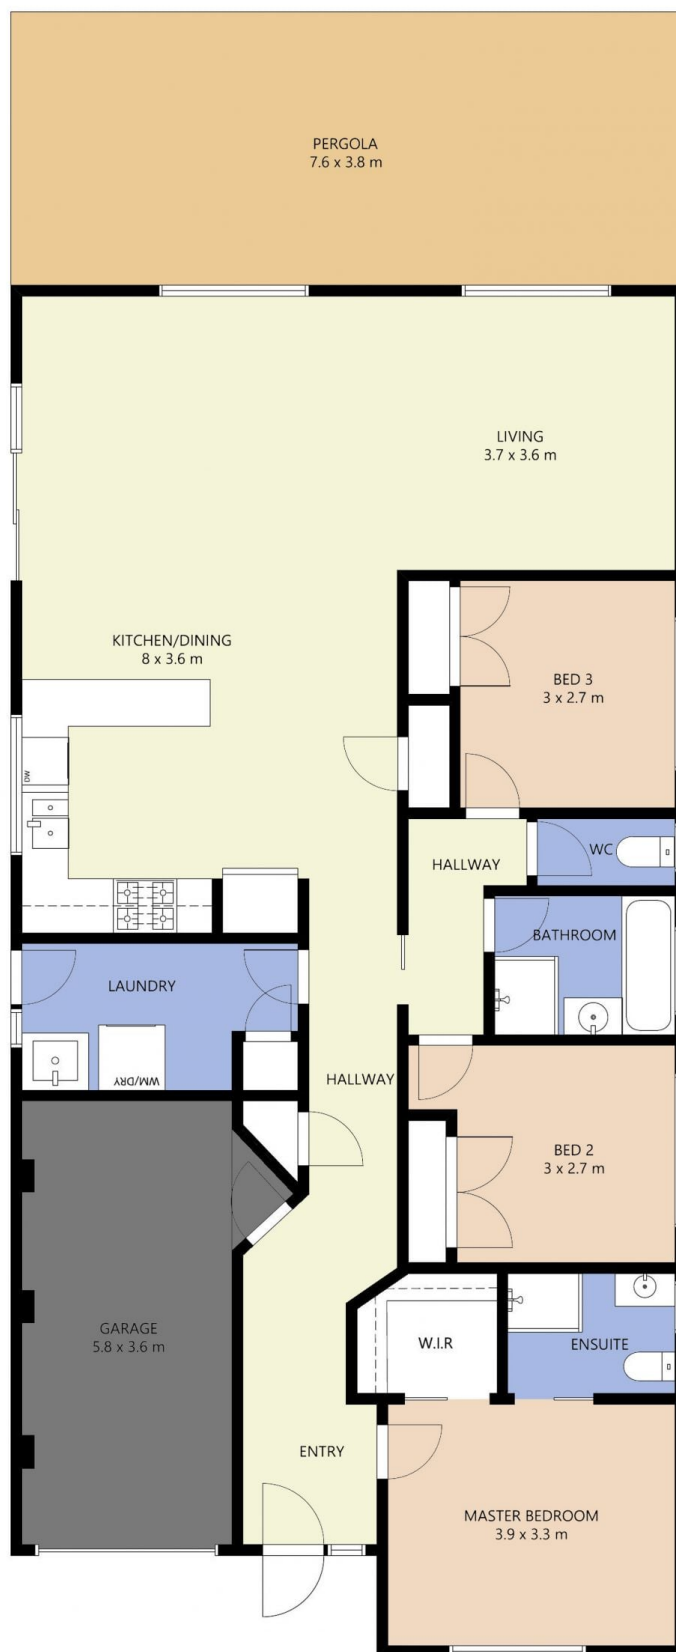 PERGOLA
7.6 x 3.8 m
LIVING
3.7 x 3.6 m
KITCHEN/DINING
8 x 3.6 m
BED 3
3 x 2.7 m
DW
HALLWAY
WC
BATHROOM
LAUNDRY
WM/DRY
HALLWAY
BED 2
3 x 2.7 m
GARAGE
5.8 x 3.6 m
W.I.R
ENSUITE
ENTRY
MASTER BEDROOM
3.9 x 3.3 m